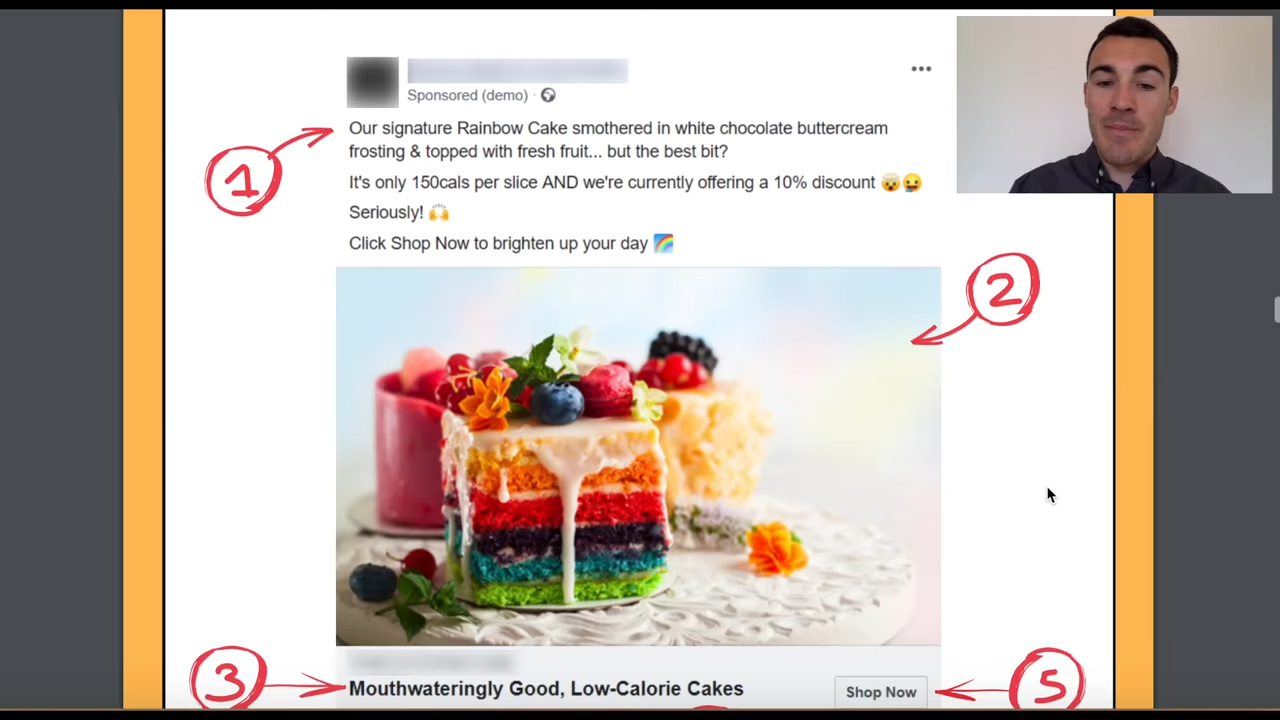 Sponsored (demo) ·
1
Our signature Rainbow Cake smothered in white chocolate buttercream
frosting & topped with fresh fruit... but the best bit?
It's only 150cals per slice AND we're currently offering a 10% discount 🤯🤪
Seriously! 🙌
Click Shop Now to brighten up your day 🌈
2
3
Mouthwateringly Good, Low-Calorie Cakes
Shop Now
5